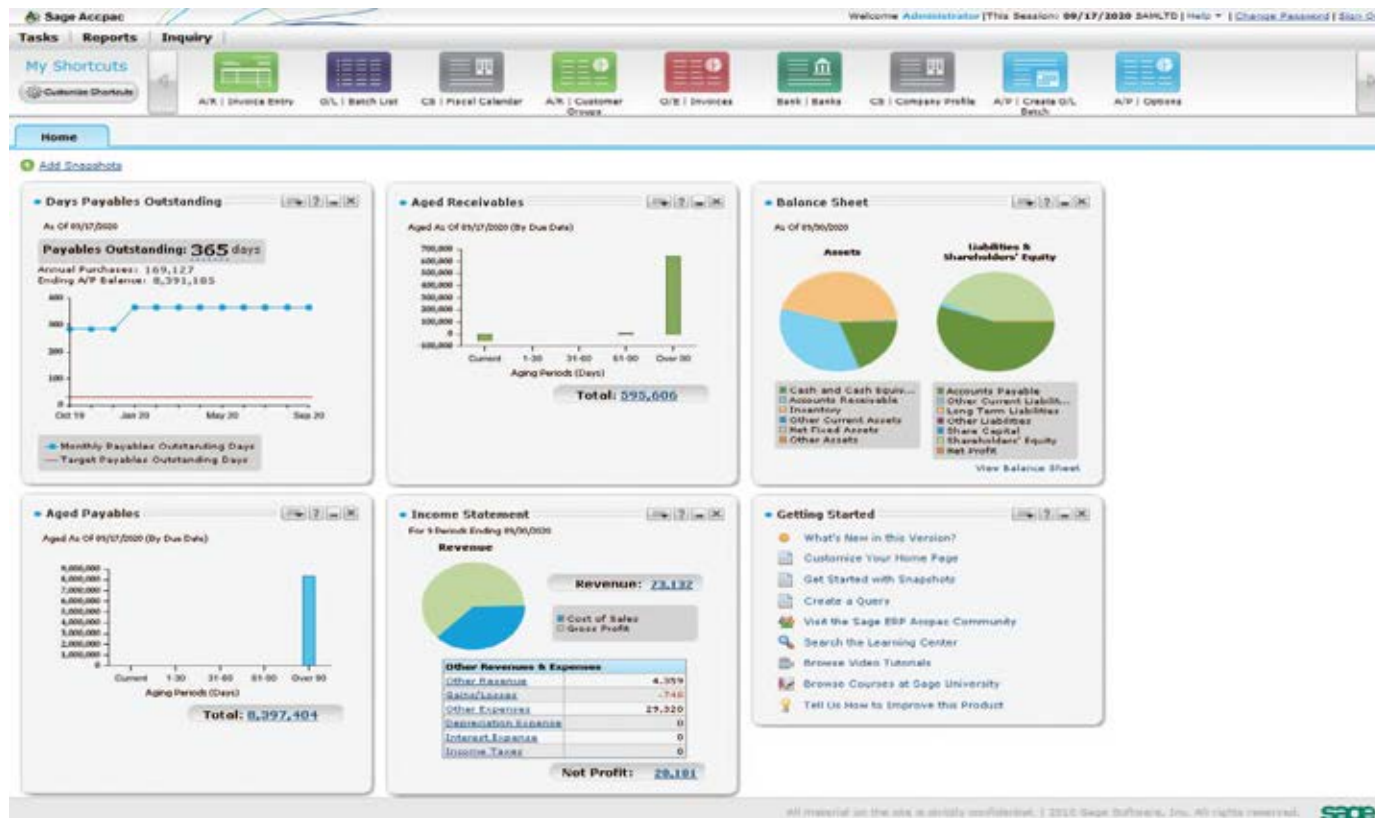 Sage Accpac
Welcome Administrator |This Session: 09/17/2020 SAMLTD | Help | Change Password | Sign O
Tasks Reports Inquiry
My Shortcuts
Customize Shortcuts
A/R | Invoice Entry
G/L | Batch List
CS | Fiscal Calendar
A/R | Customer Groups
O/E | Invoices
Bank | Banks
CS | Company Profile
A/P | Create G/L Batch
A/P | Options
Home
Add Snapshots
Days Payables Outstanding
As Of 09/17/2020
Payables Outstanding: 365 days
Annual Purchases: 169,127
Ending A/P Balance: 8,391,185
400
300
200
100
0
Oct 19 Jan 20 May 20 Sep 20
Monthly Payables Outstanding Days
Target Payables Outstanding Days
Aged Receivables
Aged As Of 09/17/2020 (By Due Date)
700,000
600,000
500,000
400,000
300,000
200,000
100,000
0
-100,000
Current 1-30 31-60 61-90 Over 90
Aging Periods (Days)
Total: 595,606
Balance Sheet
As Of 09/30/2020
Assets
Liabilities & Shareholders' Equity
Cash and Cash Equiv...
Accounts Receivable
Inventory
Other Current Assets
Net Fixed Assets
Other Assets
Accounts Payable
Other Current Liabilit...
Long Term Liabilities
Other Liabilities
Share Capital
Shareholders' Equity
Net Profit
View Balance Sheet
Aged Payables
Aged As Of 09/17/2020 (By Due Date)
9,000,000
8,000,000
7,000,000
6,000,000
5,000,000
4,000,000
3,000,000
2,000,000
1,000,000
0
Current 1-30 31-60 61-90 Over 90
Aging Periods (Days)
Total: 8,397,404
Income Statement
For 9 Periods Ending 09/30/2020
Revenue
Revenue: 73,132
Cost of Sales
Gross Profit
Other Revenues & Expenses
Other Revenue 4,359
Gains/Losses -748
Other Expenses 29,320
Depreciation Expense 0
Interest Expense 0
Income Taxes 0
Net Profit: 20,181
Getting Started
What's New in this Version?
Customize Your Home Page
Get Started with Snapshots
Create a Query
Visit the Sage ERP Accpac Community
Search the Learning Center
Browse Video Tutorials
Browse Courses at Sage University
Tell Us How to Improve this Product
All material on the site is strictly confidential. | 2010 Sage Software, Inc. All rights reserved.
sage